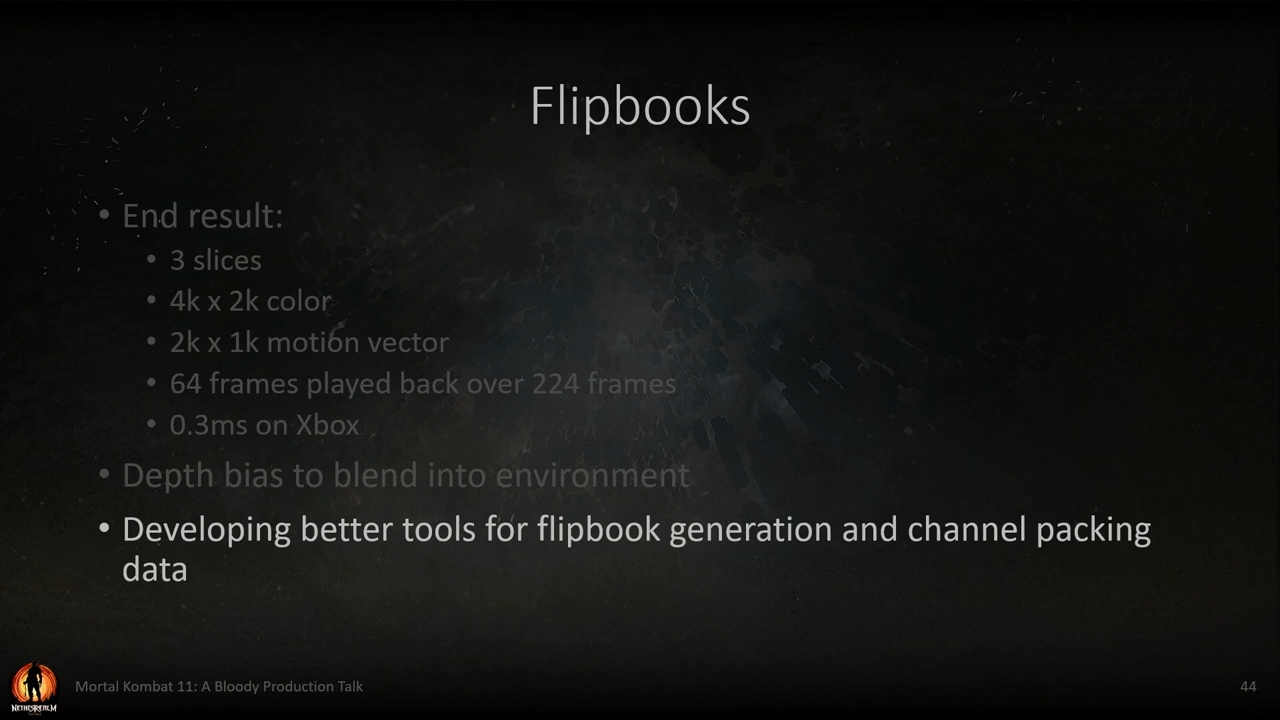 Flipbooks
• End result:
• 3 slices
• 4k x 2k color
• 2k x 1k motion vector
• 64 frames played back over 224 frames
• 0.3ms on Xbox
• Depth bias to blend into environment
• Developing better tools for flipbook generation and channel packing
data
NETHERREALM
Mortal Kombat 11: A Bloody Production Talk
44